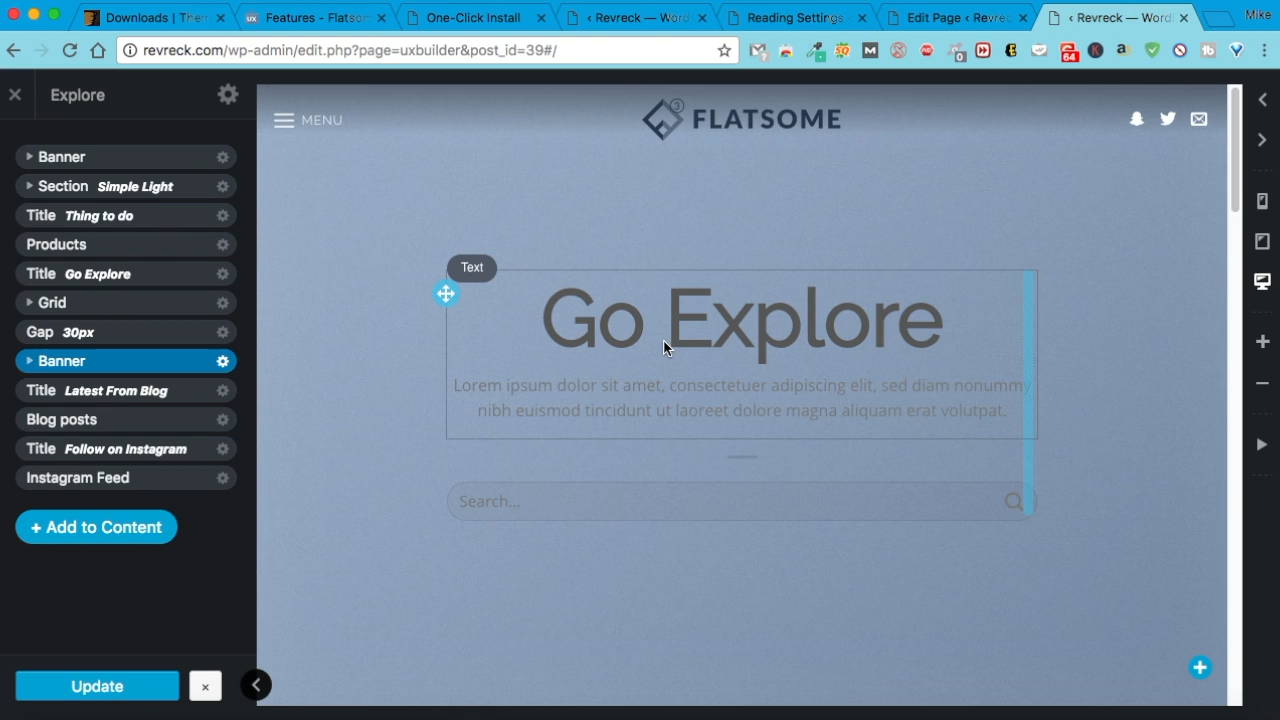 Downloads | Ther
Features - Flatsor
One-Click Install
‹ Revreck — Word
Reading Settings
Edit Page ‹ Revre
‹ Revreck — Word
Mike
revreck.com/wp-admin/edit.php?page=uxbuilder&post_id=39#/
64
Explore
Banner
Section Simple Light
Title Thing to do
Products
Title Go Explore
Grid
Gap 30px
Banner
Title Latest From Blog
Blog posts
Title Follow on Instagram
Instagram Feed
+ Add to Content
Update
×
MENU
3
FLATSOME
Text
Go Explore
Lorem ipsum dolor sit amet, consectetuer adipiscing elit, sed diam nonummy
nibh euismod tincidunt ut laoreet dolore magna aliquam erat volutpat.
Search...